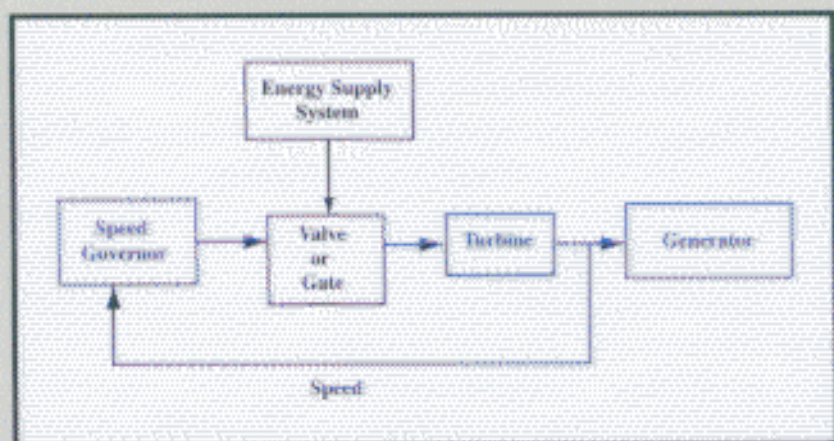 Energy Supply
System
Speed
Governor
Valve
or
Gate
Turbine
Generator
Speed